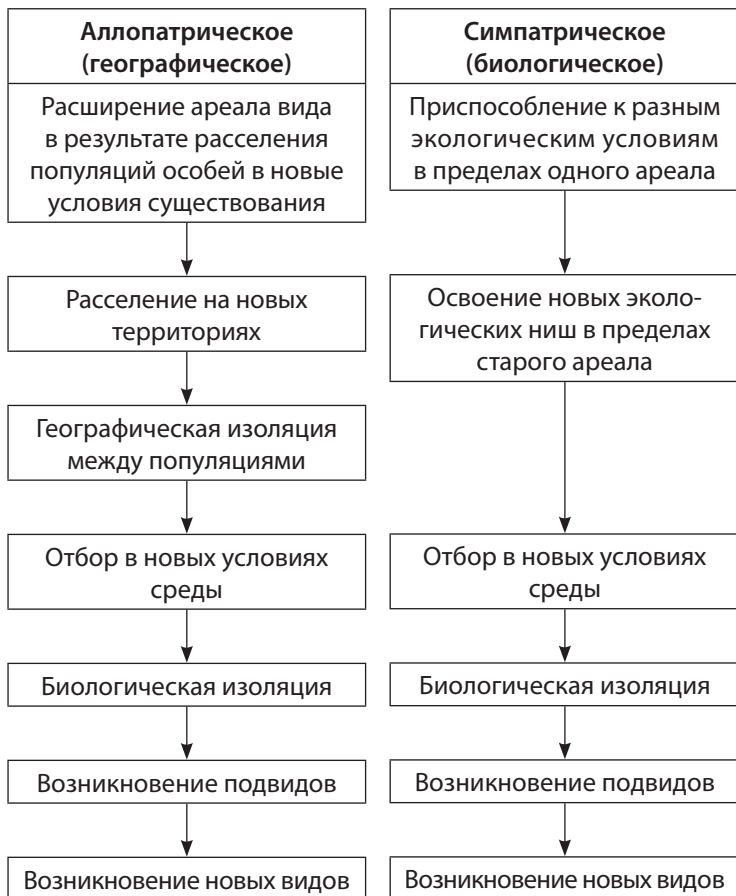 Аллопатрическое
(географическое)
Расширение ареала вида
в результате расселения
популяций особей в новые
условия существования
Расселение на новых
территориях
Географическая изоляция
между популяциями
Отбор в новых условиях
среды
Биологическая изоляция
Возникновение подвидов
Возникновение новых видов
Симпатрическое
(биологическое)
Приспособление к разным
экологическим условиям
в пределах одного ареала
Освоение новых эколо-
гических ниш в пределах
старого ареала
Отбор в новых условиях
среды
Биологическая изоляция
Возникновение подвидов
Возникновение новых видов